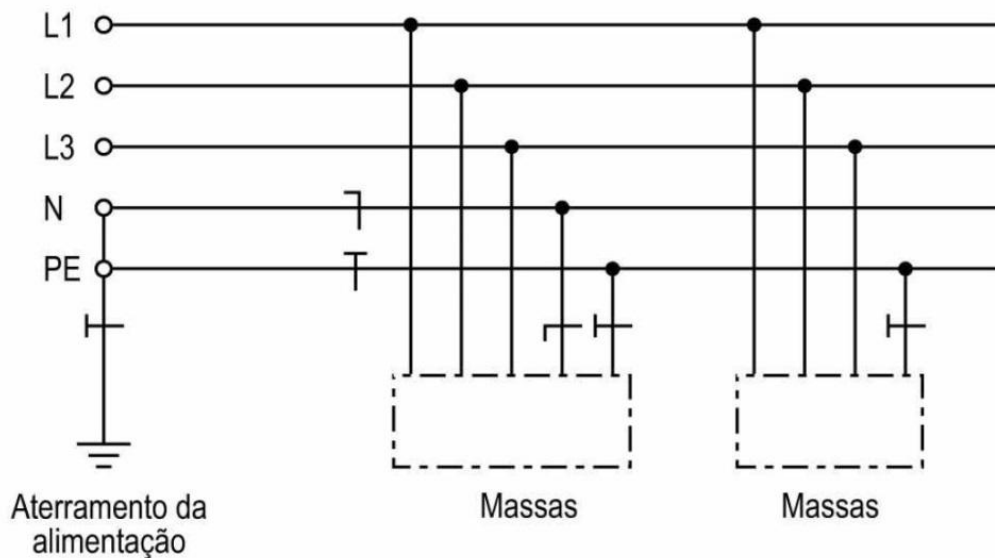 L1
L2
L3
N
PE
Aterramento da
alimentação
Massas
Massas